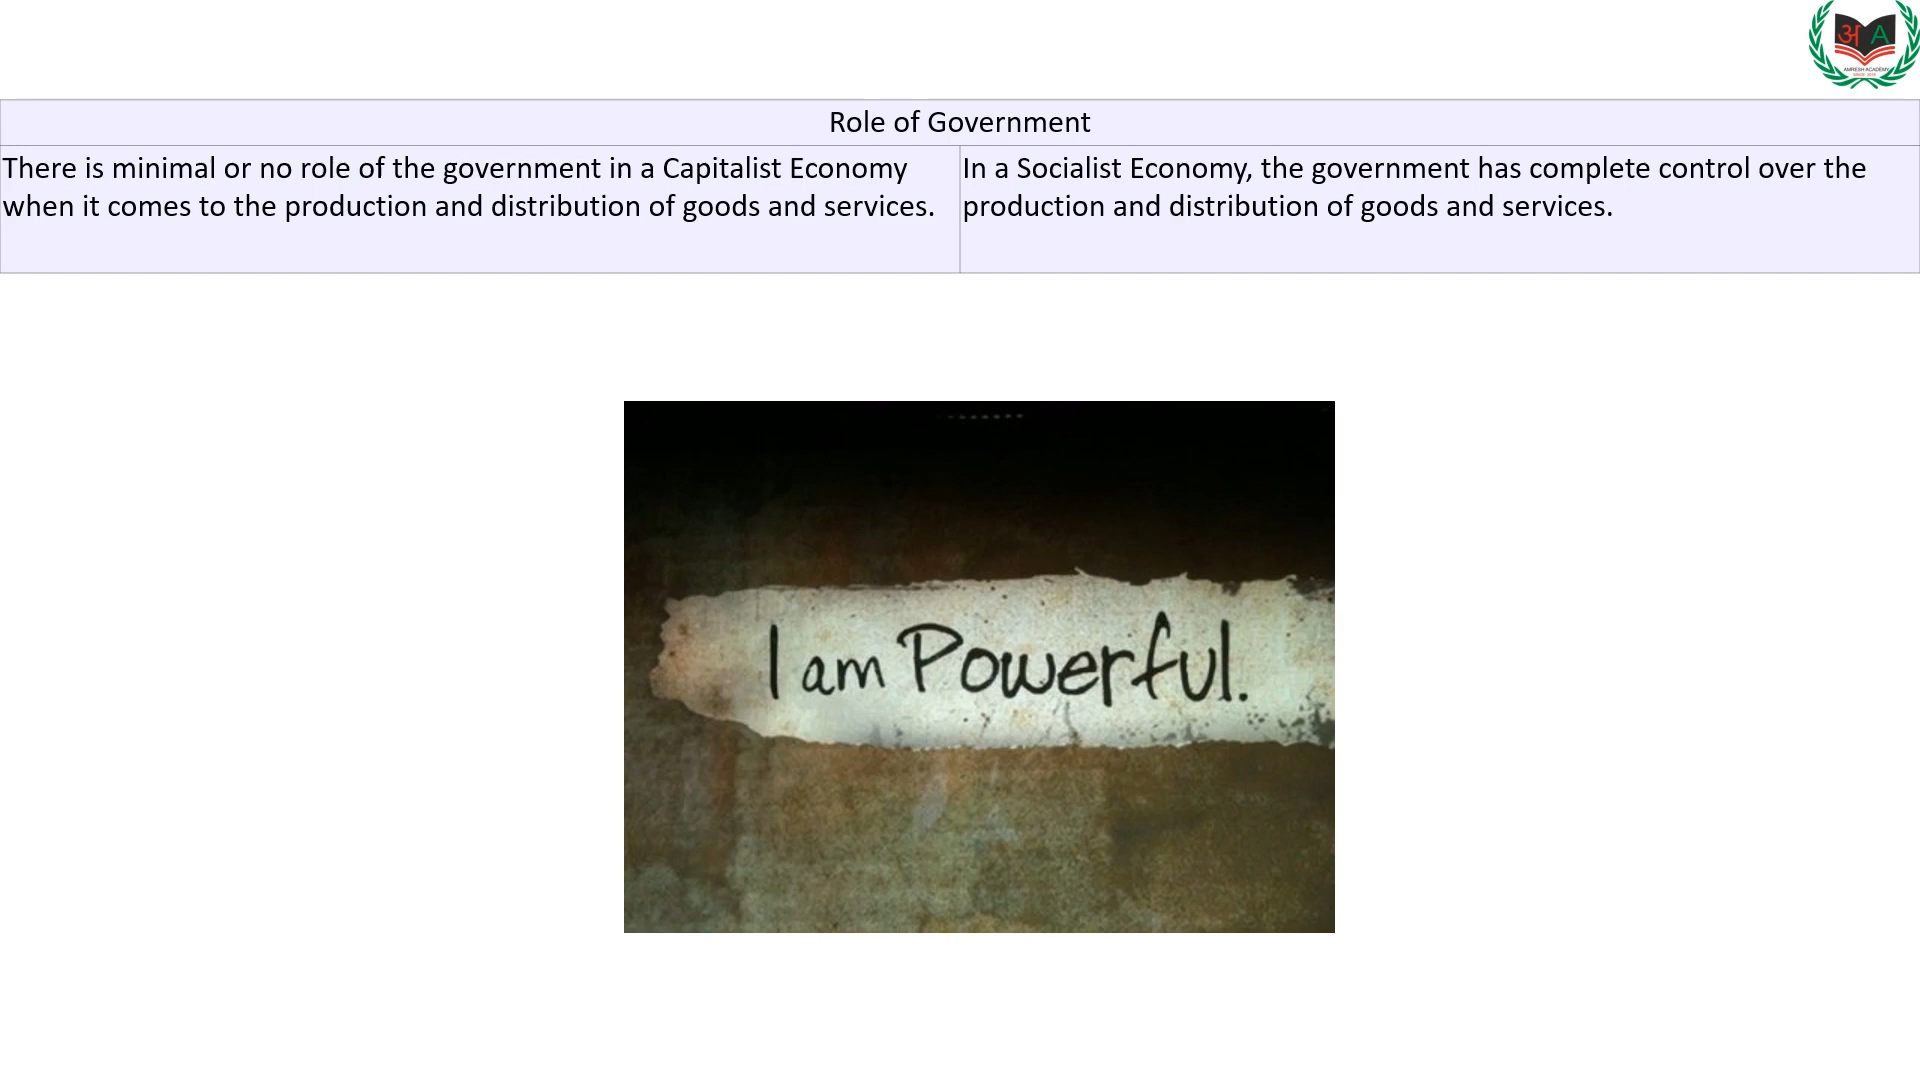 अ A
AMRESH ACADEMY
Role of Government
There is minimal or no role of the government in a Capitalist Economy
when it comes to the production and distribution of goods and services.
In a Socialist Economy, the government has complete control over the
production and distribution of goods and services.
I am Powerful.